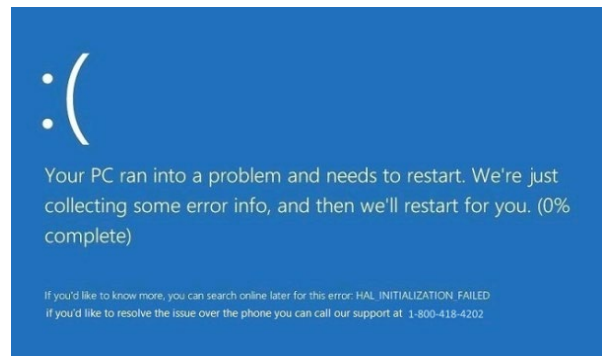 :(
Your PC ran into a problem and needs to restart. We're just
collecting some error info, and then we'll restart for you. (0%
complete)
If you'd like to know more, you can search online later for this error: HAL INITIALIZATION FAILED
if you'd like to resolve the issue over the phone you can call our support at 1-800-418-4202